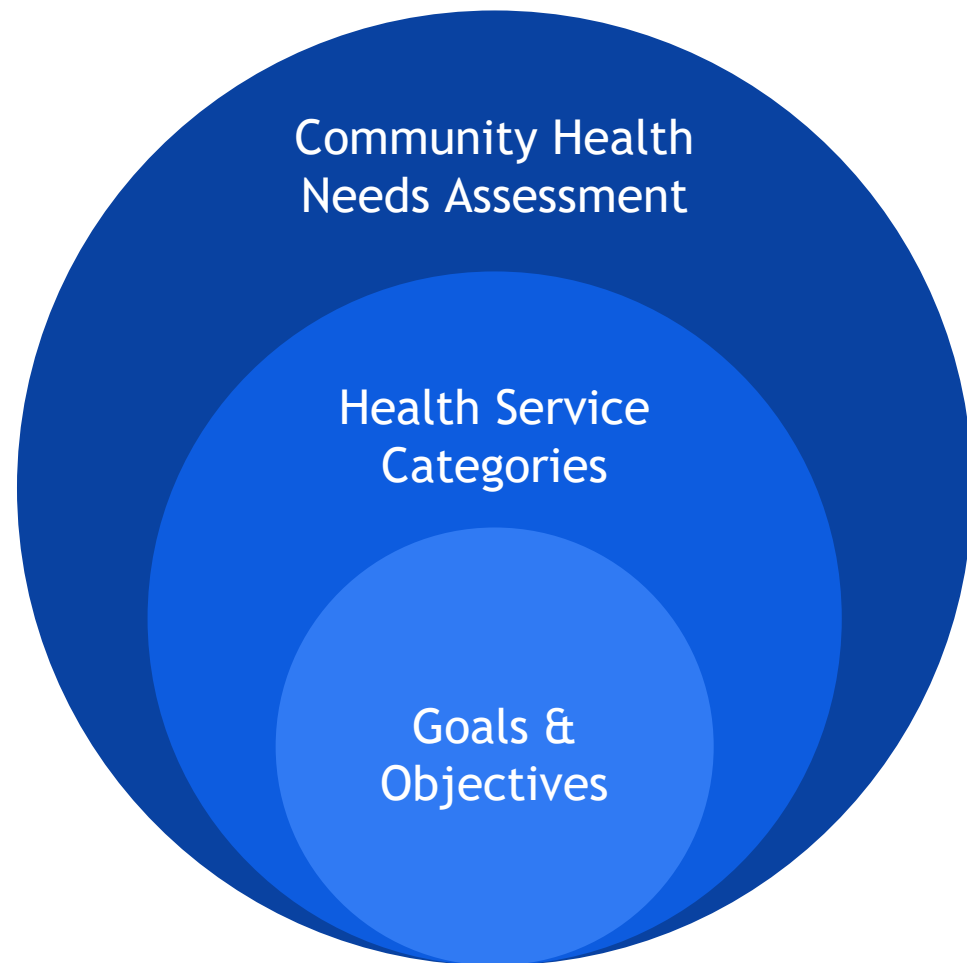 Community Health
Needs Assessment
Health Service
Categories
Goals &
Objectives